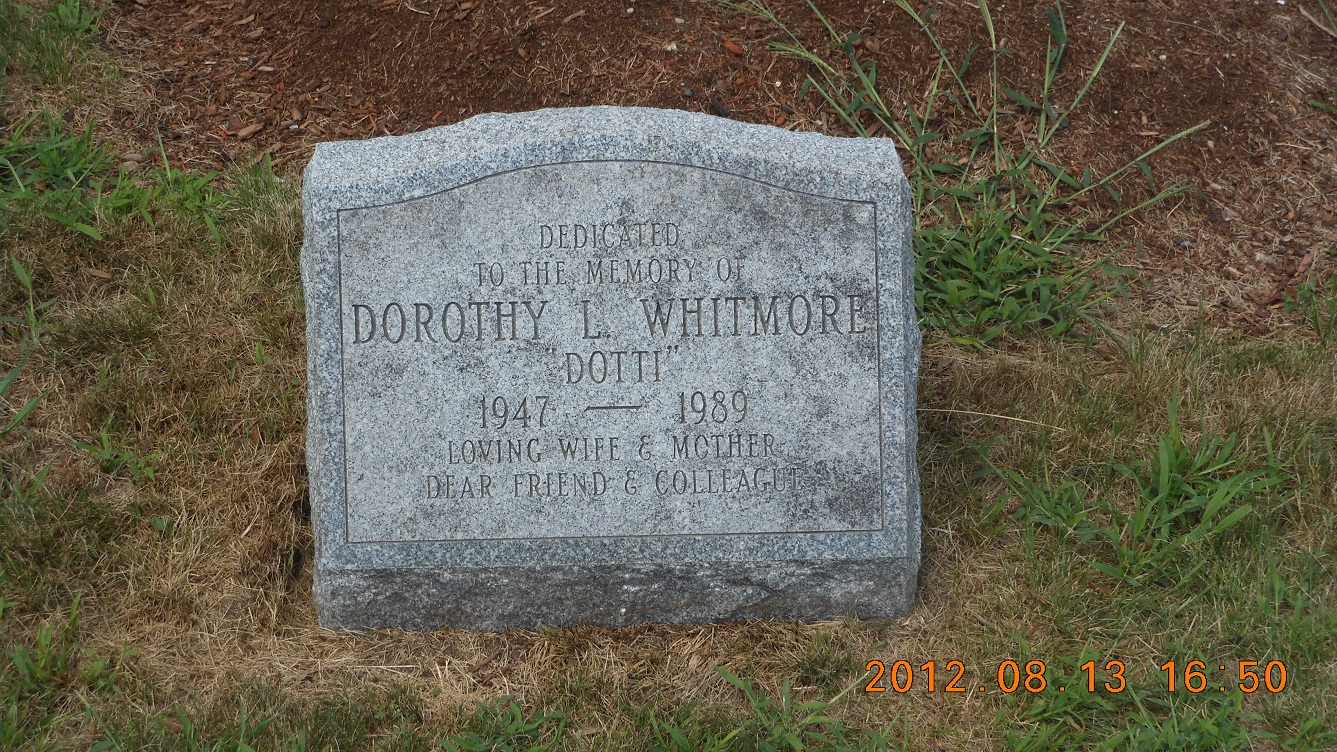 DEDICATED
TO THE MEMORY OF
DOROTHY L. WHITMORE
"DOTTI"
1947 — 1989
LOVING WIFE & MOTHER
DEAR FRIEND & COLLEAGUE
2012.08.13 16:50